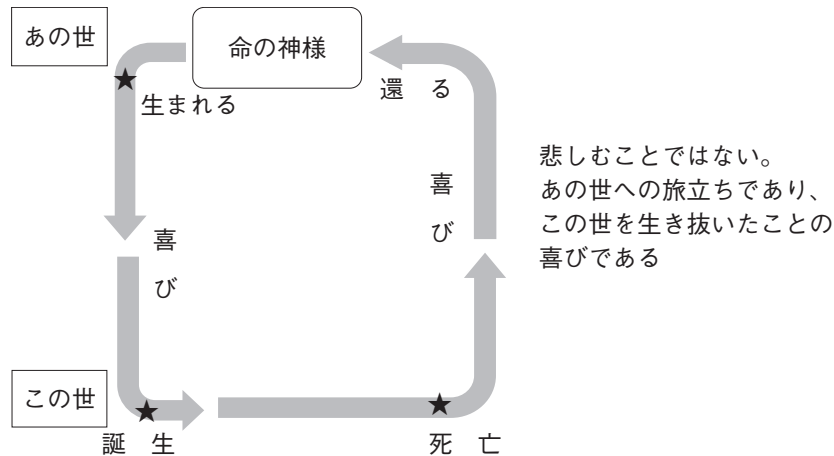 あの世
命の神様
生まれる
還る
喜び
喜び
悲しむことではない。
あの世への旅立ちであり、
この世を生き抜いたことの
喜びである
この世
誕生
死亡